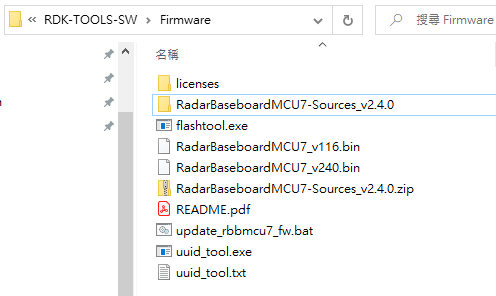 « RDK-TOOLS-SW > Firmware
搜尋 Firmware
名稱
licenses
RadarBaseboardMCU7-Sources_v2.4.0
flashtool.exe
RadarBaseboardMCU7_v116.bin
RadarBaseboardMCU7_v240.bin
RadarBaseboardMCU7-Sources_v2.4.0.zip
README.pdf
update_rbbmcu7_fw.bat
uuid_tool.exe
uuid_tool.txt